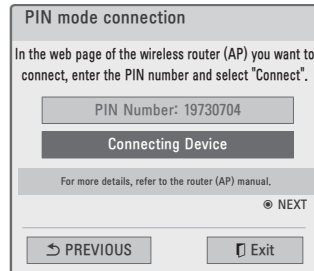 PIN mode connection
In the web page of the wireless router (AP) you want to
connect, enter the PIN number and select "Connect".
PIN Number: 19730704
Connecting Device
For more details, refer to the router (AP) manual.
◉ NEXT
PREVIOUS
Exit